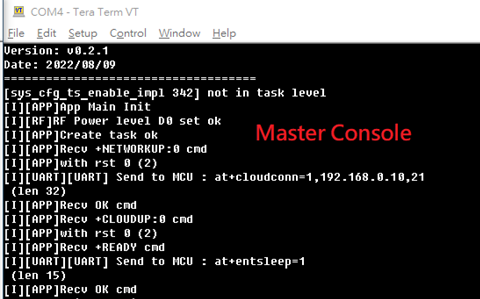 COM4 - Tera Term VT
File Edit Setup Control Window Help
Version: v0.2.1
Date: 2022/08/09
====================================
[sys_cfg_ts_enable_impl 342] not in task level
[I][APP]App Main Init
[I][RF]RF Power level D0 set ok
[I][APP]Create task ok
Master Console
[I][APP]Recv +NETWORKUP:0 cmd
[I][APP]with rst 0 (2)
[I][UART][UART] Send to MCU : at+cloudconn=1,192.168.0.10,21
(len 32)
[I][APP]Recv OK cmd
[I][APP]Recv +CLOUDUP:0 cmd
[I][APP]with rst 0 (2)
[I][APP]Recv +READY cmd
[I][UART][UART] Send to MCU : at+entsleep=1
(len 15)
[I][APP]Recv OK cmd